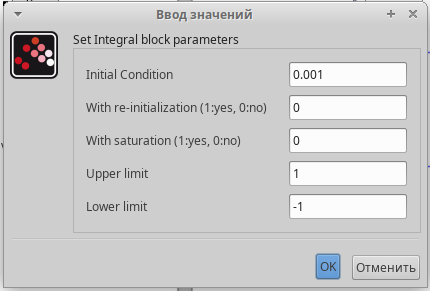 Ввод значений
Set Integral block parameters
Initial Condition 0.001
With re-initialization (1:yes, 0:no) 0
With saturation (1:yes, 0:no) 0
Upper limit 1
Lower limit -1
OK Отменить